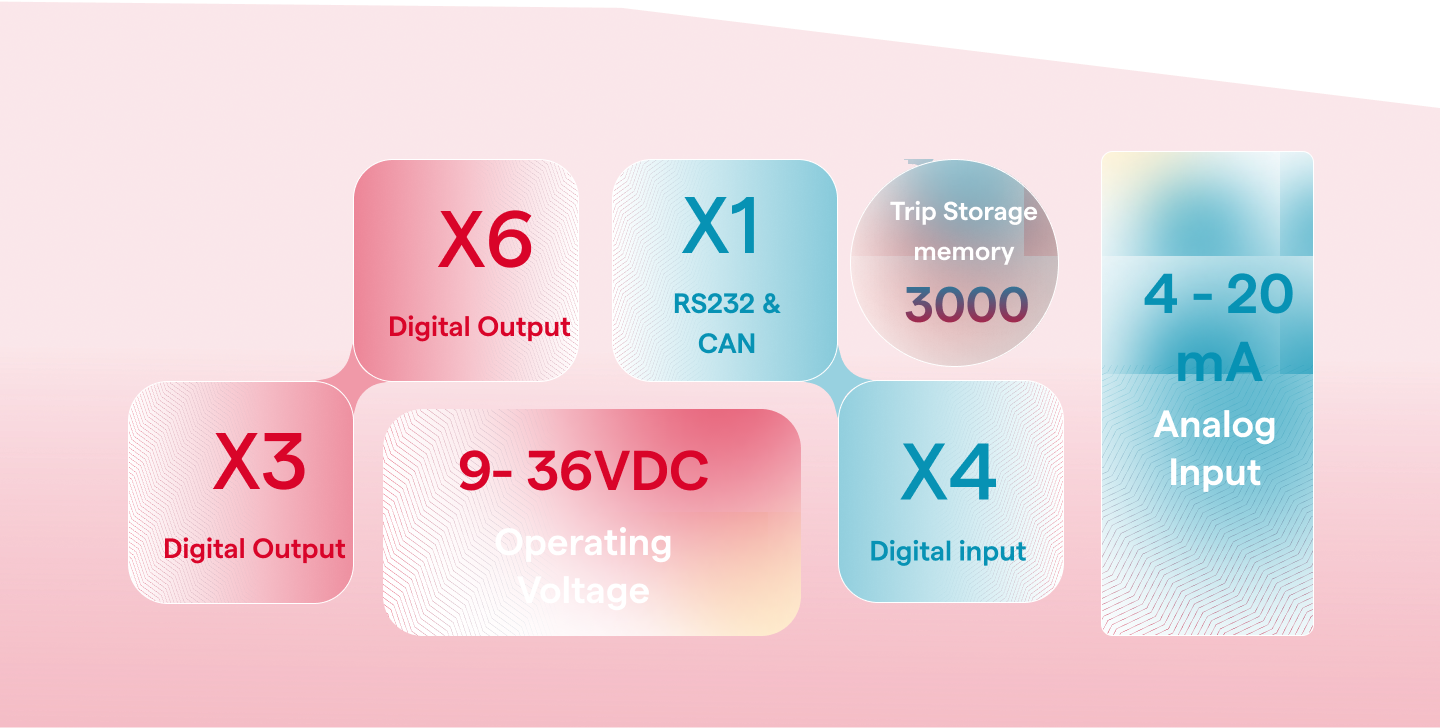 X6
Digital Output
X1
RS232 &
CAN
Trip Storage
memory
3000
4 - 20
mA
Analog
Input
X3
Digital Output
9- 36VDC
Operating
Voltage
X4
Digital input